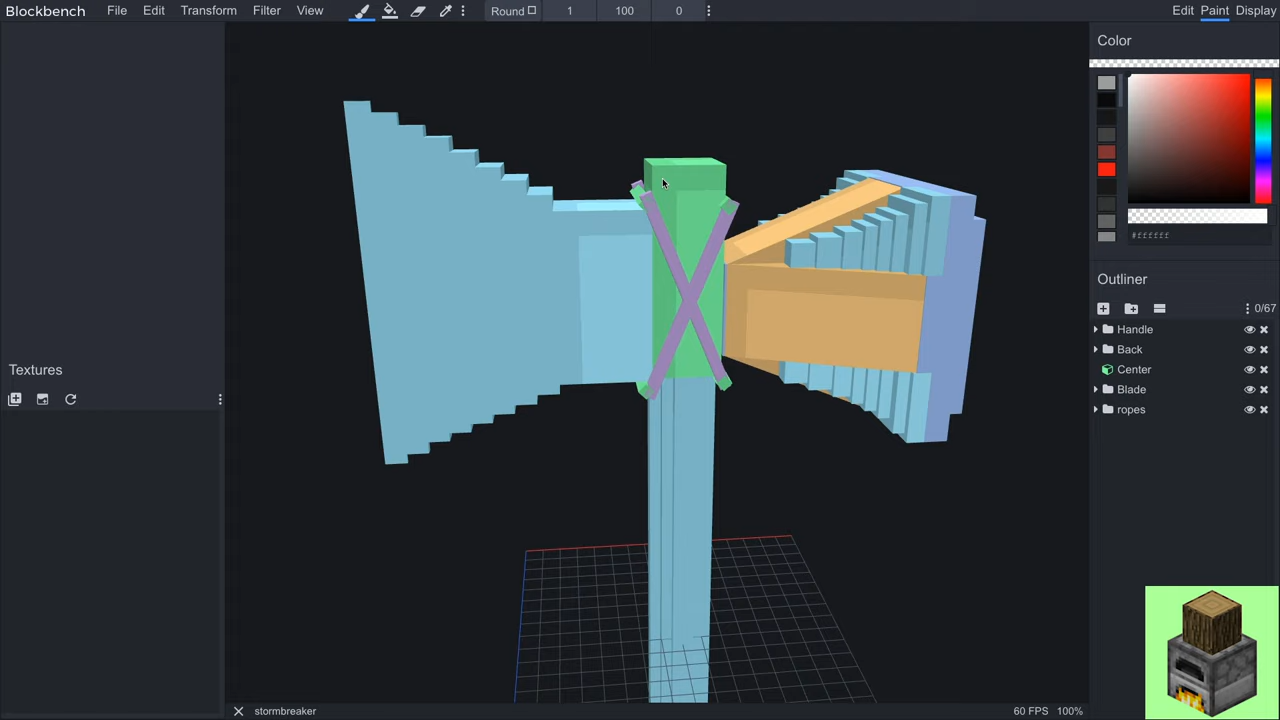 Blockbench File Edit Transform Filter View Round 1 100 0 Edit Paint Display
Color
#ffffff
Outliner
0/67
Handle
Back
Center
Blade
ropes
Textures
stormbreaker 60 FPS 100%